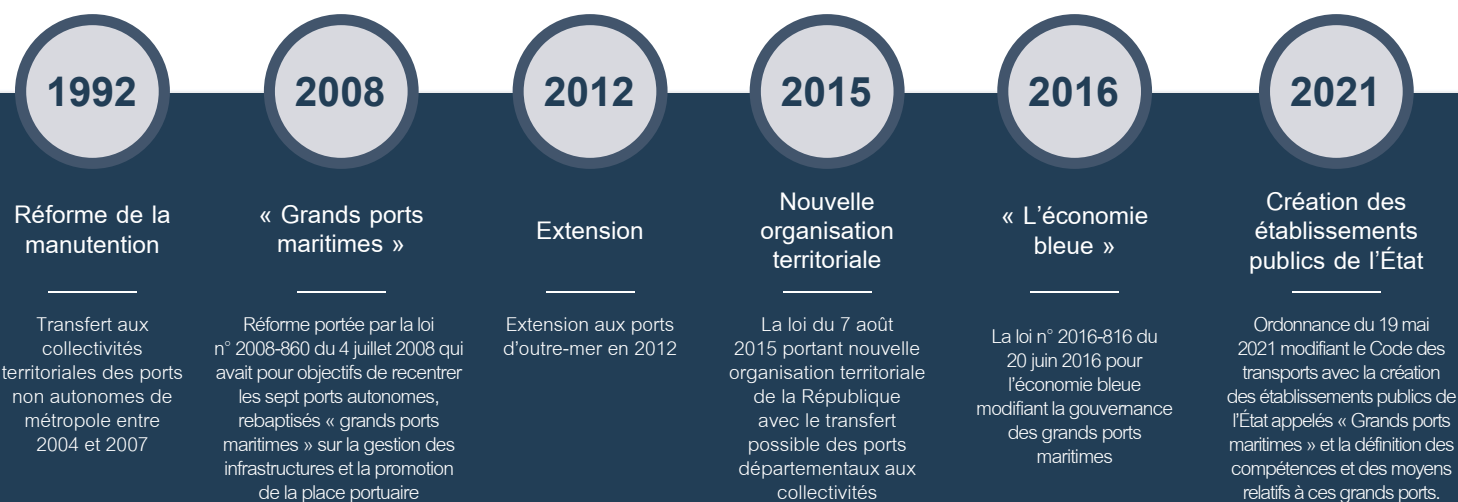 1992
Réforme de la
manutention
Transfert aux
collectivités
territoriales des ports
non autonomes de
métropole entre
2004 et 2007
2008
« Grands ports
maritimes »
Réforme portée par la loi
n° 2008-860 du 4 juillet 2008 qui
avait pour objectifs de recentrer
les sept ports autonomes,
rebaptisés « grands ports
maritimes » sur la gestion des
infrastructures et la promotion
de la place portuaire
2012
Extension
Extension aux ports
d’outre-mer en 2012
2015
Nouvelle
organisation
territoriale
La loi du 7 août
2015 portant nouvelle
organisation territoriale
de la République
avec le transfert
possible des ports
départementaux aux
collectivités
2016
« L’économie
bleue »
La loi n° 2016-816 du
20 juin 2016 pour
l’économie bleue
modifiant la gouvernance
des grands ports
maritimes
2021
Création des
établissements
publics de l’État
Ordonnance du 19 mai
2021 modifiant le Code des
transports avec la création
des établissements publics de
l’État appelés « Grands ports
maritimes » et la définition des
compétences et des moyens
relatifs à ces grands ports.